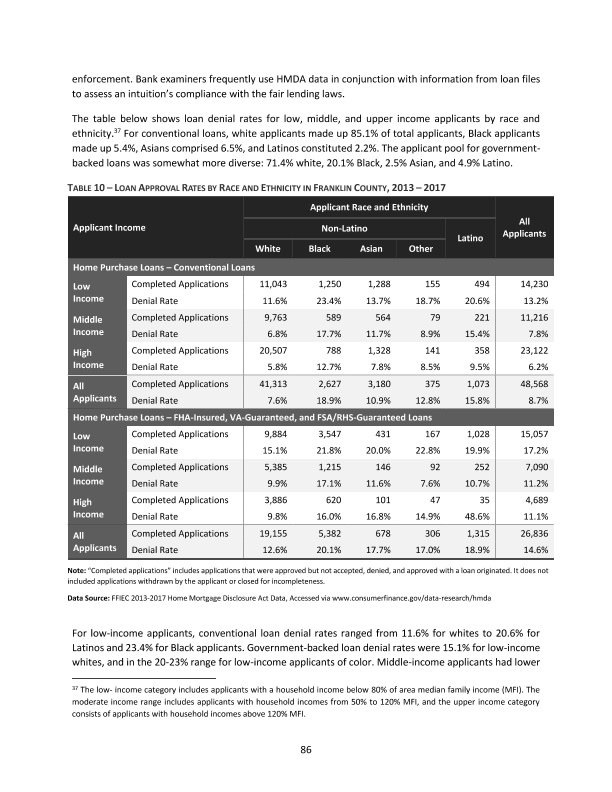 enforcement. Bank examiners frequently use HMDA data in conjunction with information from loan files
to assess an intuition's compliance with the fair lending laws.
The table below shows loan denial rates for low, middle, and upper income applicants by race and
ethnicity.37 For conventional loans, white applicants made up 85.1% of total applicants, Black applicants
made up 5.4%, Asians comprised 6.5%, and Latinos constituted 2.2%. The applicant pool for government-
backed loans was somewhat more diverse: 71.4% white, 20.1% Black, 2.5% Asian, and 4.9% Latino.
TABLE 10 – LOAN APPROVAL RATES BY RACE AND ETHNICITY IN FRANKLIN COUNTY, 2013 – 2017
Applicant Income
Applicant Race and Ethnicity
All
Applicants
Non-Latino
Latino
White Black Asian Other
Home Purchase Loans – Conventional Loans
Low
Income
Completed Applications 11,043 1,250 1,288 155 494 14,230
Denial Rate 11.6% 23.4% 13.7% 18.7% 20.6% 13.2%
Middle
Income
Completed Applications 9,763 589 564 79 221 11,216
Denial Rate 6.8% 17.7% 11.7% 8.9% 15.4% 7.8%
High
Income
Completed Applications 20,507 788 1,328 141 358 23,122
Denial Rate 5.8% 12.7% 7.8% 8.5% 9.5% 6.2%
All
Applicants
Completed Applications 41,313 2,627 3,180 375 1,073 48,568
Denial Rate 7.6% 18.9% 10.9% 12.8% 15.8% 8.7%
Home Purchase Loans – FHA-Insured, VA-Guaranteed, and FSA/RHS-Guaranteed Loans
Low
Income
Completed Applications 9,884 3,547 431 167 1,028 15,057
Denial Rate 15.1% 21.8% 20.0% 22.8% 19.9% 17.2%
Middle
Income
Completed Applications 5,385 1,215 146 92 252 7,090
Denial Rate 9.9% 17.1% 11.6% 7.6% 10.7% 11.2%
High
Income
Completed Applications 3,886 620 101 47 35 4,689
Denial Rate 9.8% 16.0% 16.8% 14.9% 48.6% 11.1%
All
Applicants
Completed Applications 19,155 5,382 678 306 1,315 26,836
Denial Rate 12.6% 20.1% 17.7% 17.0% 18.9% 14.6%
Note: "Completed applications" includes applications that were approved but not accepted, denied, and approved with a loan originated. It does not
included applications withdrawn by the applicant or closed for incompleteness.
Data Source: FFIEC 2013-2017 Home Mortgage Disclosure Act Data, Accessed via www.consumerfinance.gov/data-research/hmda
For low-income applicants, conventional loan denial rates ranged from 11.6% for whites to 20.6% for
Latinos and 23.4% for Black applicants. Government-backed loan denial rates were 15.1% for low-income
whites, and in the 20-23% range for low-income applicants of color. Middle-income applicants had lower
37 The low- income category includes applicants with a household income below 80% of area median family income (MFI). The
moderate income range includes applicants with household incomes from 50% to 120% MFI, and the upper income category
consists of applicants with household incomes above 120% MFI.
86